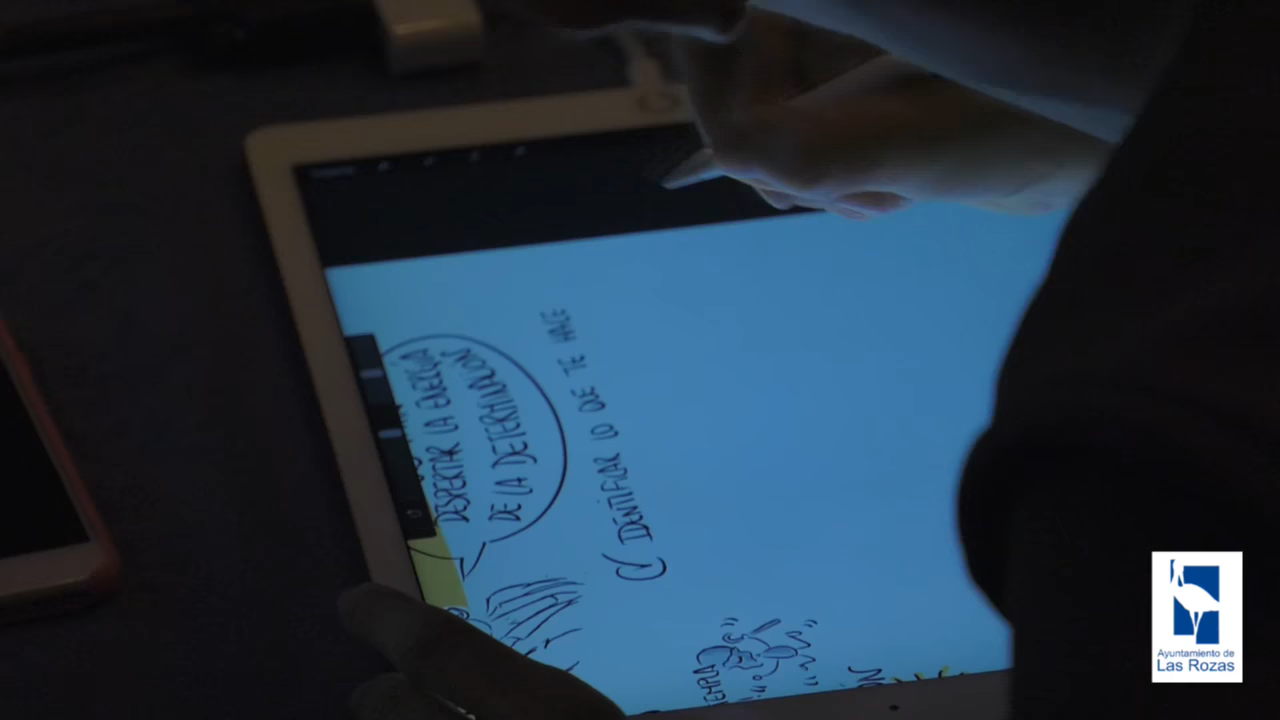 DESPERTAR LA ENERGÍA
DE LA DETERMINACIÓN
IDENTIFICAR LO QUE TE HACE
Ayuntamiento de
Las Rozas